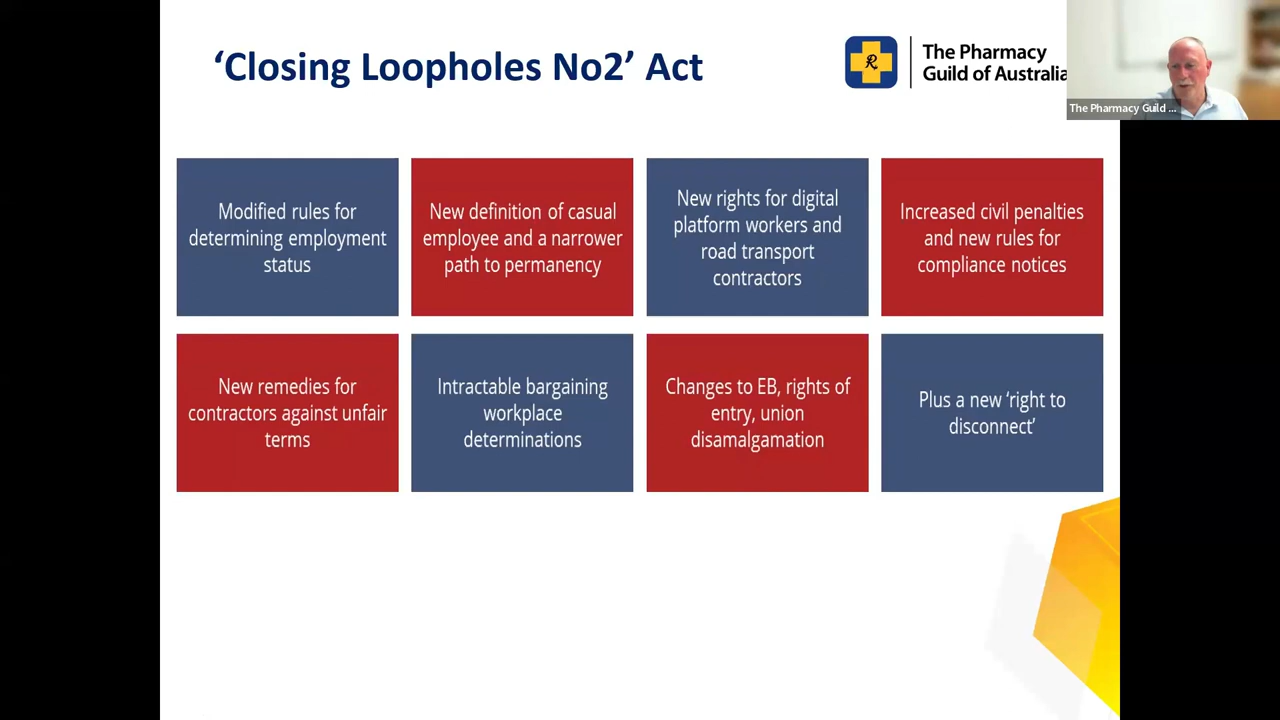 ‘Closing Loopholes No2’ Act
The Pharmacy
Guild of Australia
The Pharmacy Guild ...
Modified rules for
determining employment
status
New definition of casual
employee and a narrower
path to permanency
New rights for digital
platform workers and
road transport
contractors
Increased civil penalties
and new rules for
compliance notices
New remedies for
contractors against unfair
terms
Intractable bargaining
workplace
determinations
Changes to EB, rights of
entry, union
disamalgamation
Plus a new ‘right to
disconnect’